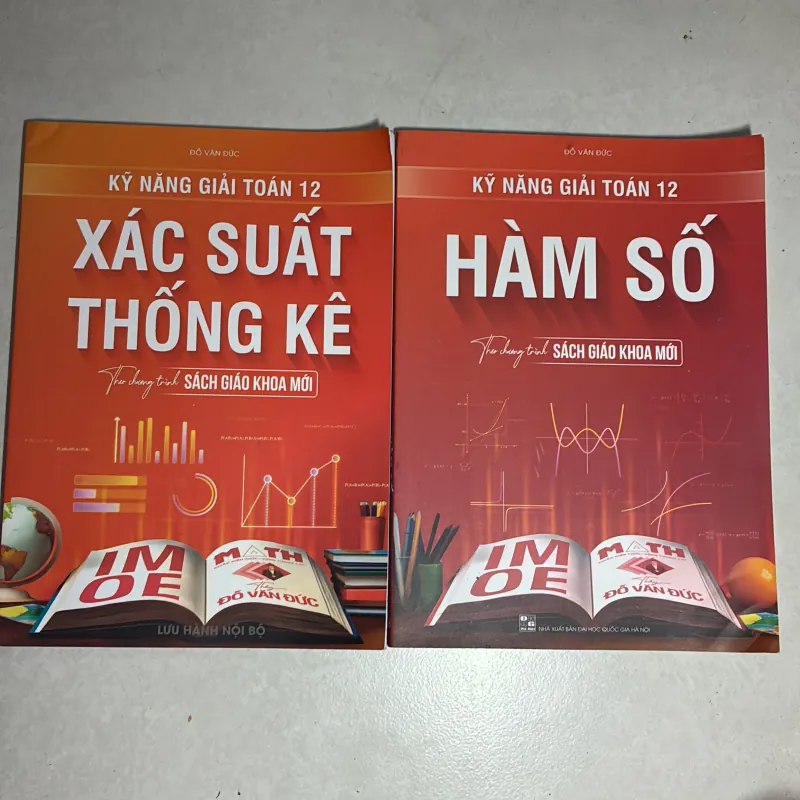 ĐỖ VĂN ĐỨC
KỸ NĂNG GIẢI TOÁN 12
XÁC SUẤT
THỐNG KÊ
Theo chương trình SÁCH GIÁO KHOA MỚI
IM
OE
MATH
Thầy
ĐỖ VĂN ĐỨC
LƯU HÀNH NỘI BỘ
ĐỖ VĂN ĐỨC
KỸ NĂNG GIẢI TOÁN 12
HÀM SỐ
Theo chương trình SÁCH GIÁO KHOA MỚI
IM
OE
MATH
Thầy
ĐỖ VĂN ĐỨC
NHÀ XUẤT BẢN ĐẠI HỌC QUỐC GIA HÀ NỘI